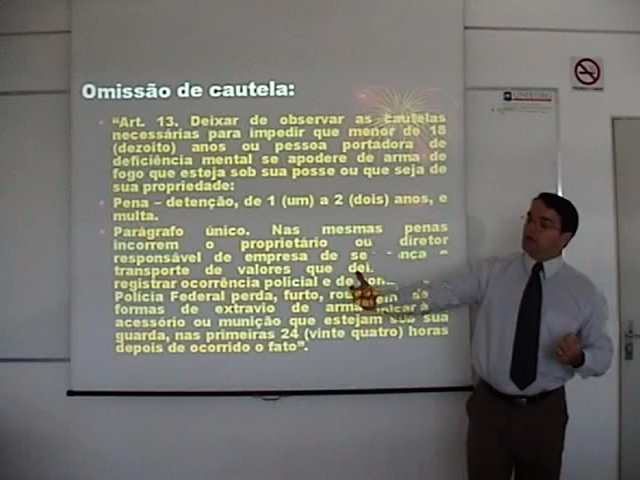 Omissão de cautela:
"Art. 13. Deixar de observar as cautelas
necessárias para impedir que menor de 18
(dezoito) anos ou pessoa portadora de
deficiência mental se apodere de arma de
fogo que esteja sob sua posse ou que seja de
sua propriedade:
Pena – detenção, de 1 (um) a 2 (dois) anos, e
multa.
Parágrafo único. Nas mesmas penas
incorrem o proprietário ou diretor
responsável de empresa de
transporte de valores que
registrar ocorrência policial e de
Polícia Federal perda, furto,
formas de extravio de arma
acessório ou munição que estejam sob sua
guarda, nas primeiras 24 (vinte quatro) horas
depois de ocorrido o fato".